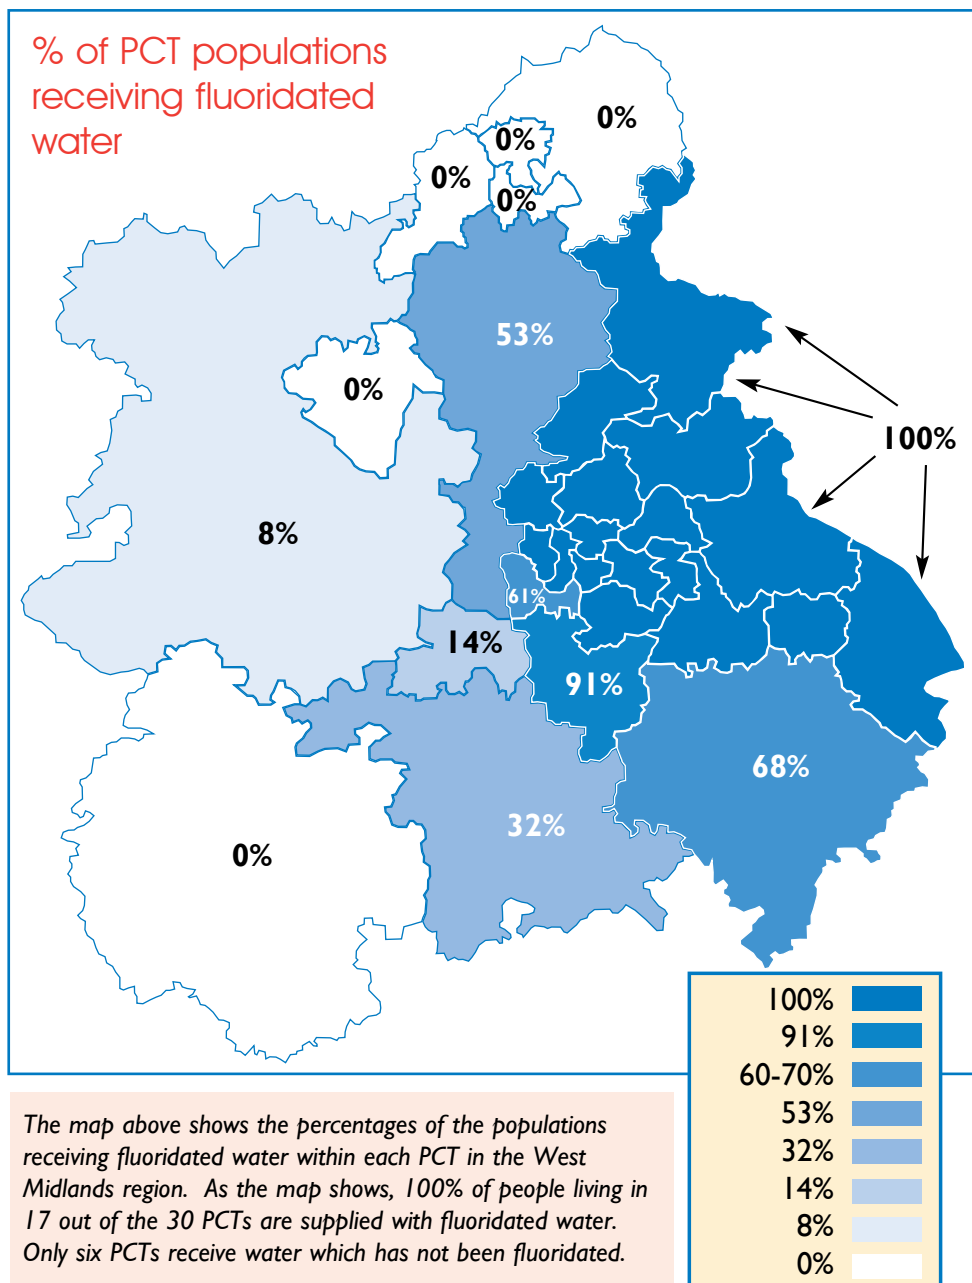 % of PCT populations
receiving fluoridated
water
0%
0%
0%
0%
53%
0%
100%
8%
61%
14%
91%
68%
32%
0%
100%
91%
60-70%
53%
32%
14%
8%
0%
The map above shows the percentages of the populations
receiving fluoridated water within each PCT in the West
Midlands region. As the map shows, 100% of people living in
17 out of the 30 PCTs are supplied with fluoridated water.
Only six PCTs receive water which has not been fluoridated.